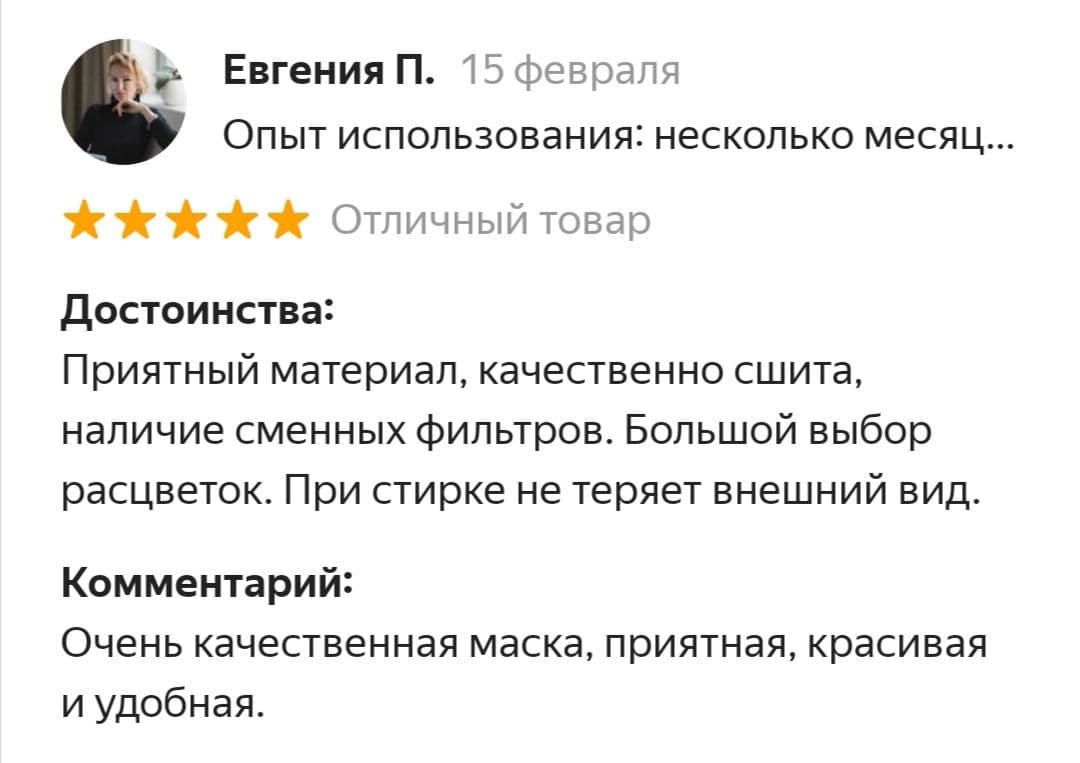 Евгения П. 15 февраля
Опыт использования: несколько месяц...
Отличный товар
Достоинства:
Приятный материал, качественно сшита,
наличие сменных фильтров. Большой выбор
расцветок. При стирке не теряет внешний вид.
Комментарий:
Очень качественная маска, приятная, красивая
и удобная.